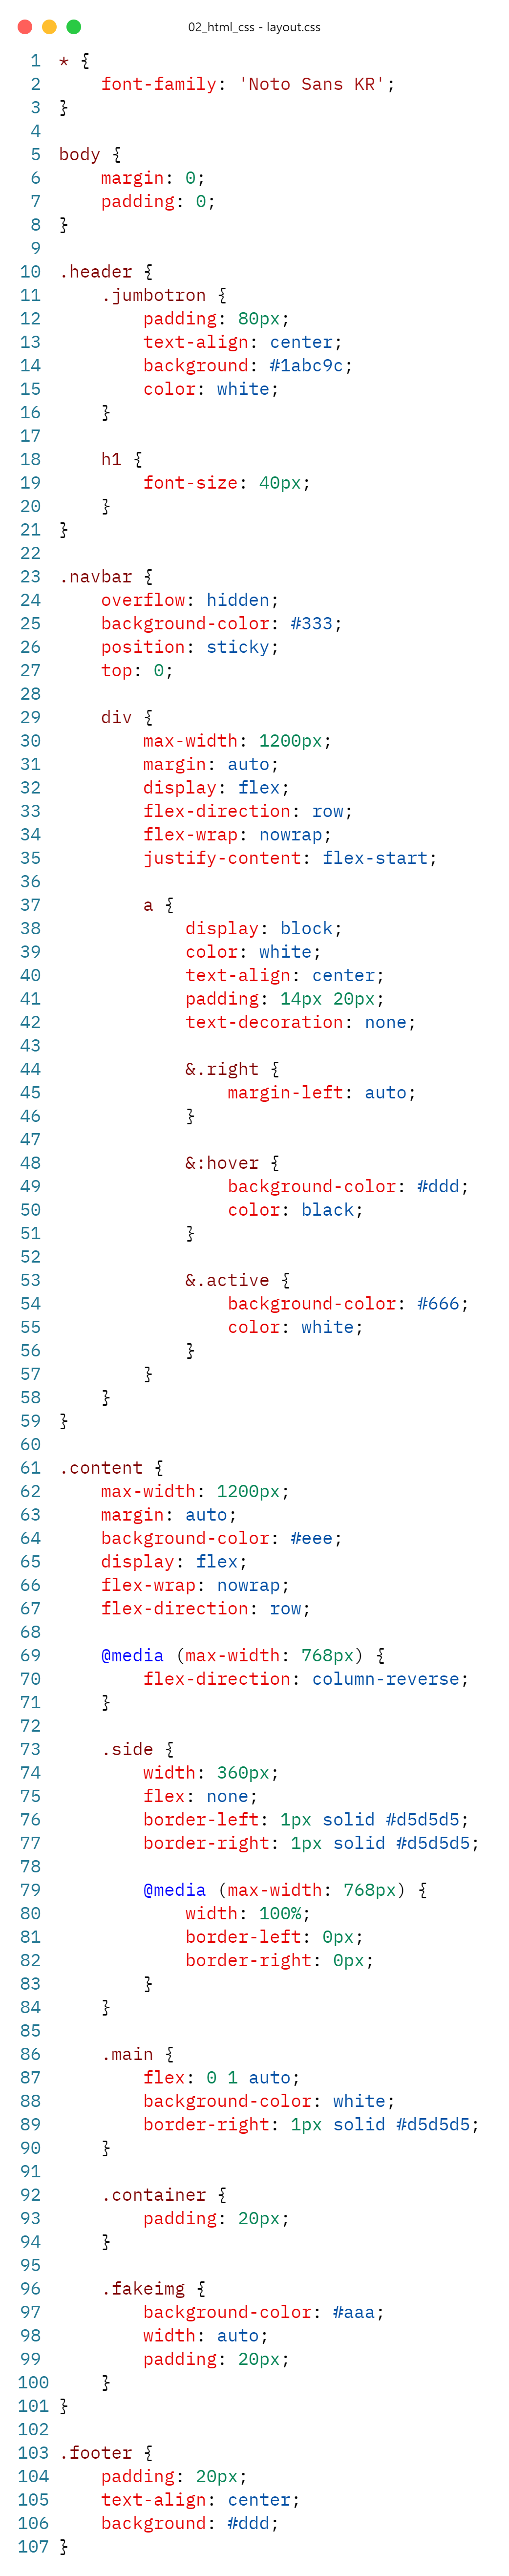 02_html_css - layout.css
1 * {
2     font-family: 'Noto Sans KR';
3 }
4
5 body {
6     margin: 0;
7     padding: 0;
8 }
9
10 .header {
11     .jumbotron {
12         padding: 80px;
13         text-align: center;
14         background: #1abc9c;
15         color: white;
16     }
17
18     h1 {
19         font-size: 40px;
20     }
21 }
22
23 .navbar {
24     overflow: hidden;
25     background-color: #333;
26     position: sticky;
27     top: 0;
28
29     div {
30         max-width: 1200px;
31         margin: auto;
32         display: flex;
33         flex-direction: row;
34         flex-wrap: nowrap;
35         justify-content: flex-start;
36
37         a {
38             display: block;
39             color: white;
40             text-align: center;
41             padding: 14px 20px;
42             text-decoration: none;
43
44             &.right {
45                 margin-left: auto;
46             }
47
48             &:hover {
49                 background-color: #ddd;
50                 color: black;
51             }
52
53             &.active {
54                 background-color: #666;
55                 color: white;
56             }
57         }
58     }
59 }
60
61 .content {
62     max-width: 1200px;
63     margin: auto;
64     background-color: #eee;
65     display: flex;
66     flex-wrap: nowrap;
67     flex-direction: row;
68
69     @media (max-width: 768px) {
70         flex-direction: column-reverse;
71     }
72
73     .side {
74         width: 360px;
75         flex: none;
76         border-left: 1px solid #d5d5d5;
77         border-right: 1px solid #d5d5d5;
78
79         @media (max-width: 768px) {
80             width: 100%;
81             border-left: 0px;
82             border-right: 0px;
83         }
84     }
85
86     .main {
87         flex: 0 1 auto;
88         background-color: white;
89         border-right: 1px solid #d5d5d5;
90     }
91
92     .container {
93         padding: 20px;
94     }
95
96     .fakeimg {
97         background-color: #aaa;
98         width: auto;
99         padding: 20px;
100     }
101 }
102
103 .footer {
104     padding: 20px;
105     text-align: center;
106     background: #ddd;
107 }